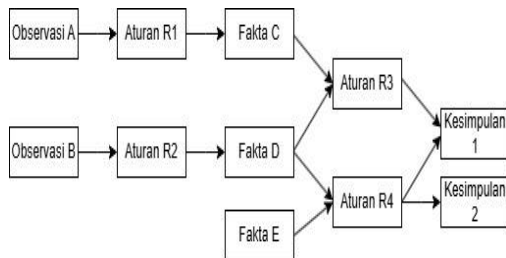 Observasi A
Aturan R1
Fakta C
Aturan R3
Kesimpulan
1
Observasi B
Aturan R2
Fakta D
Aturan R4
Kesimpulan
2
Fakta E